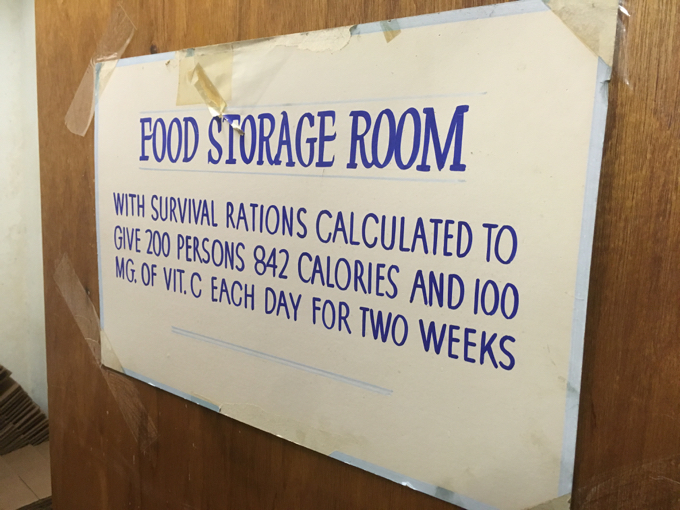 FOOD STORAGE ROOM
WITH SURVIVAL RATIONS CALCULATED TO
GIVE 200 PERSONS 842 CALORIES AND 100
MG. OF VIT. C EACH DAY FOR TWO WEEKS